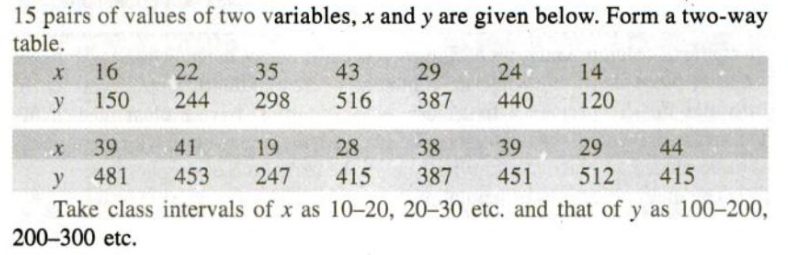 15 pairs of values of two variables, x and y are given below. Form a two-way
table.
x 16 22 35 43 29 24 14
y 150 244 298 516 387 440 120
x 39 41 19 28 38 39 29 44
y 481 453 247 415 387 451 512 415
Take class intervals of x as 10–20, 20–30 etc. and that of y as 100–200,
200–300 etc.